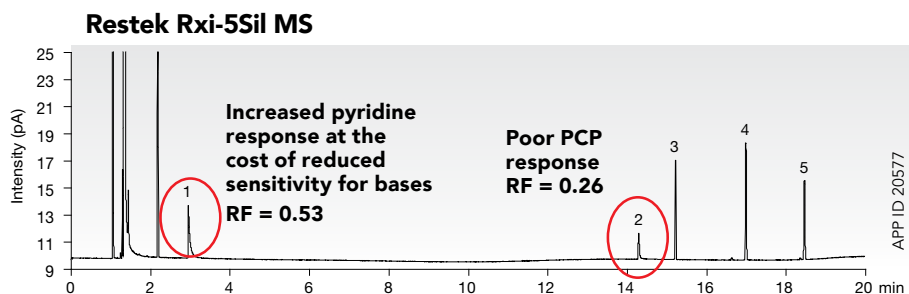 Restek Rxi-5Sil MS
25
23
21
19
17
15
13
11
9
Intensity (pA)
Increased pyridine
response at the
cost of reduced
sensitivity for bases
RF = 0.53
Poor PCP
response
RF = 0.26
1
2
3
4
5
0
2
4
6
8
10
12
14
16
18
20 min
APP ID 20577